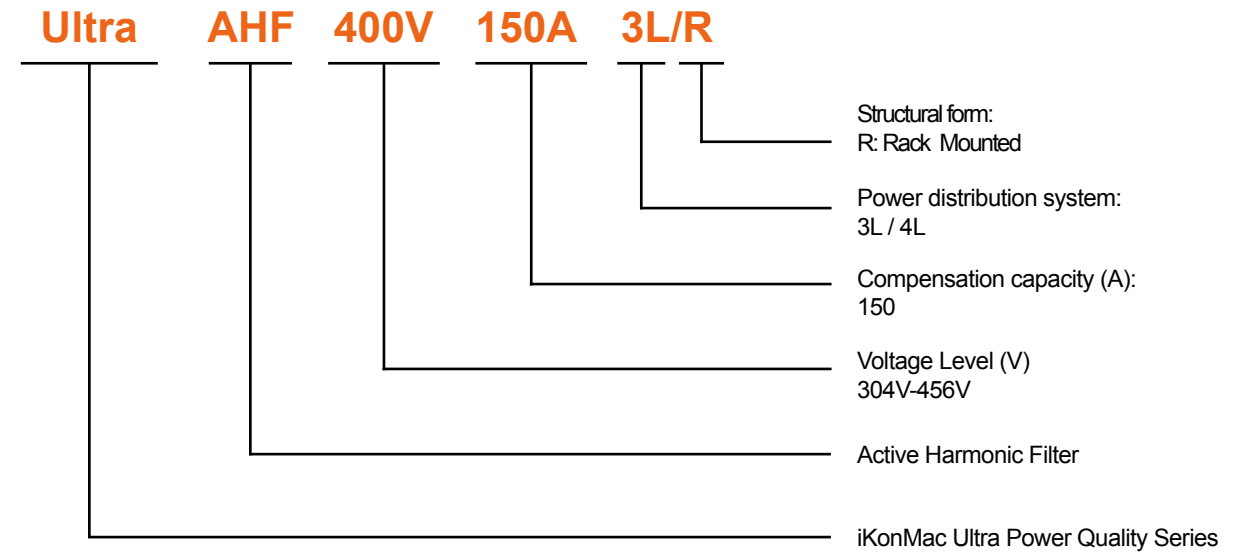 Ultra AHF 400V 150A 3L/R
Structural form:
R: Rack Mounted
Power distribution system:
3L / 4L
Compensation capacity (A):
150
Voltage Level (V)
304V-456V
Active Harmonic Filter
iKonMac Ultra Power Quality Series